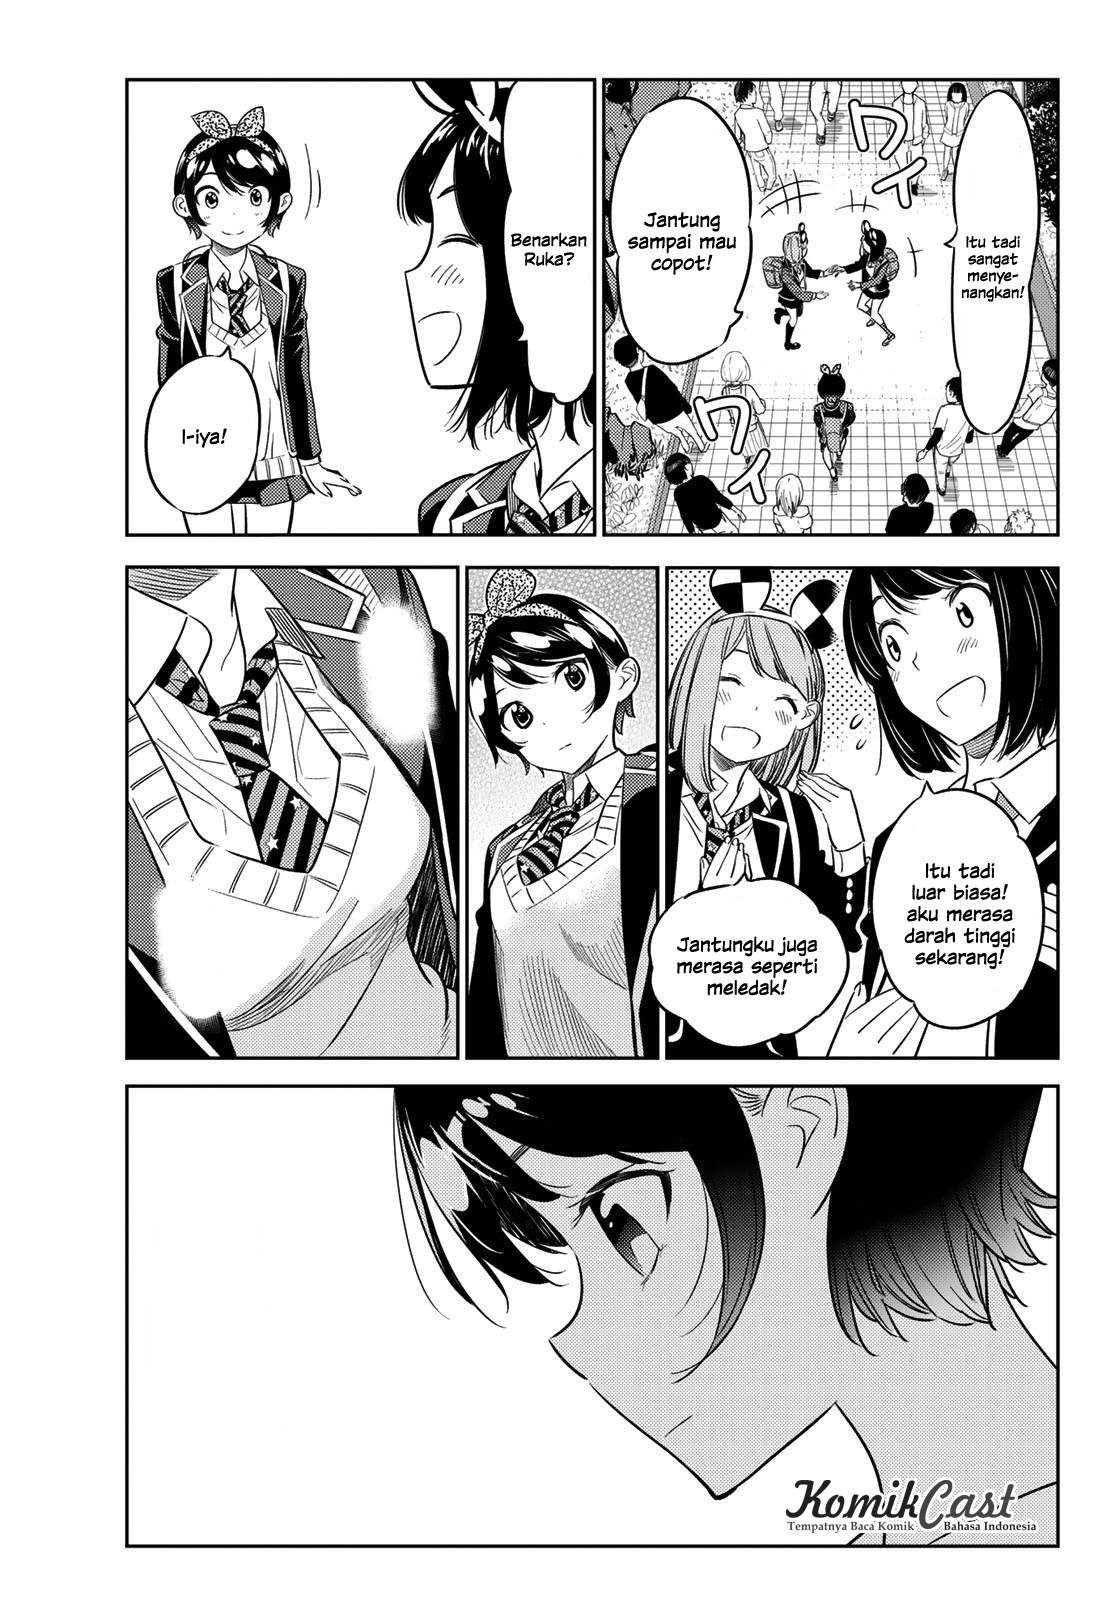 Itu tadi
sangat
menye-
nangkan!
ワイ
Jantung
sampai mau
copot!
ワイ
Benarkan
Ruka?
I-iya!
Itu tadi
luar biasa!
aku merasa
darah tinggi
sekarang!
Jantungku juga
merasa seperti
meledak!
KomikCast
Tempatnya Baca Komik Bahasa Indonesia